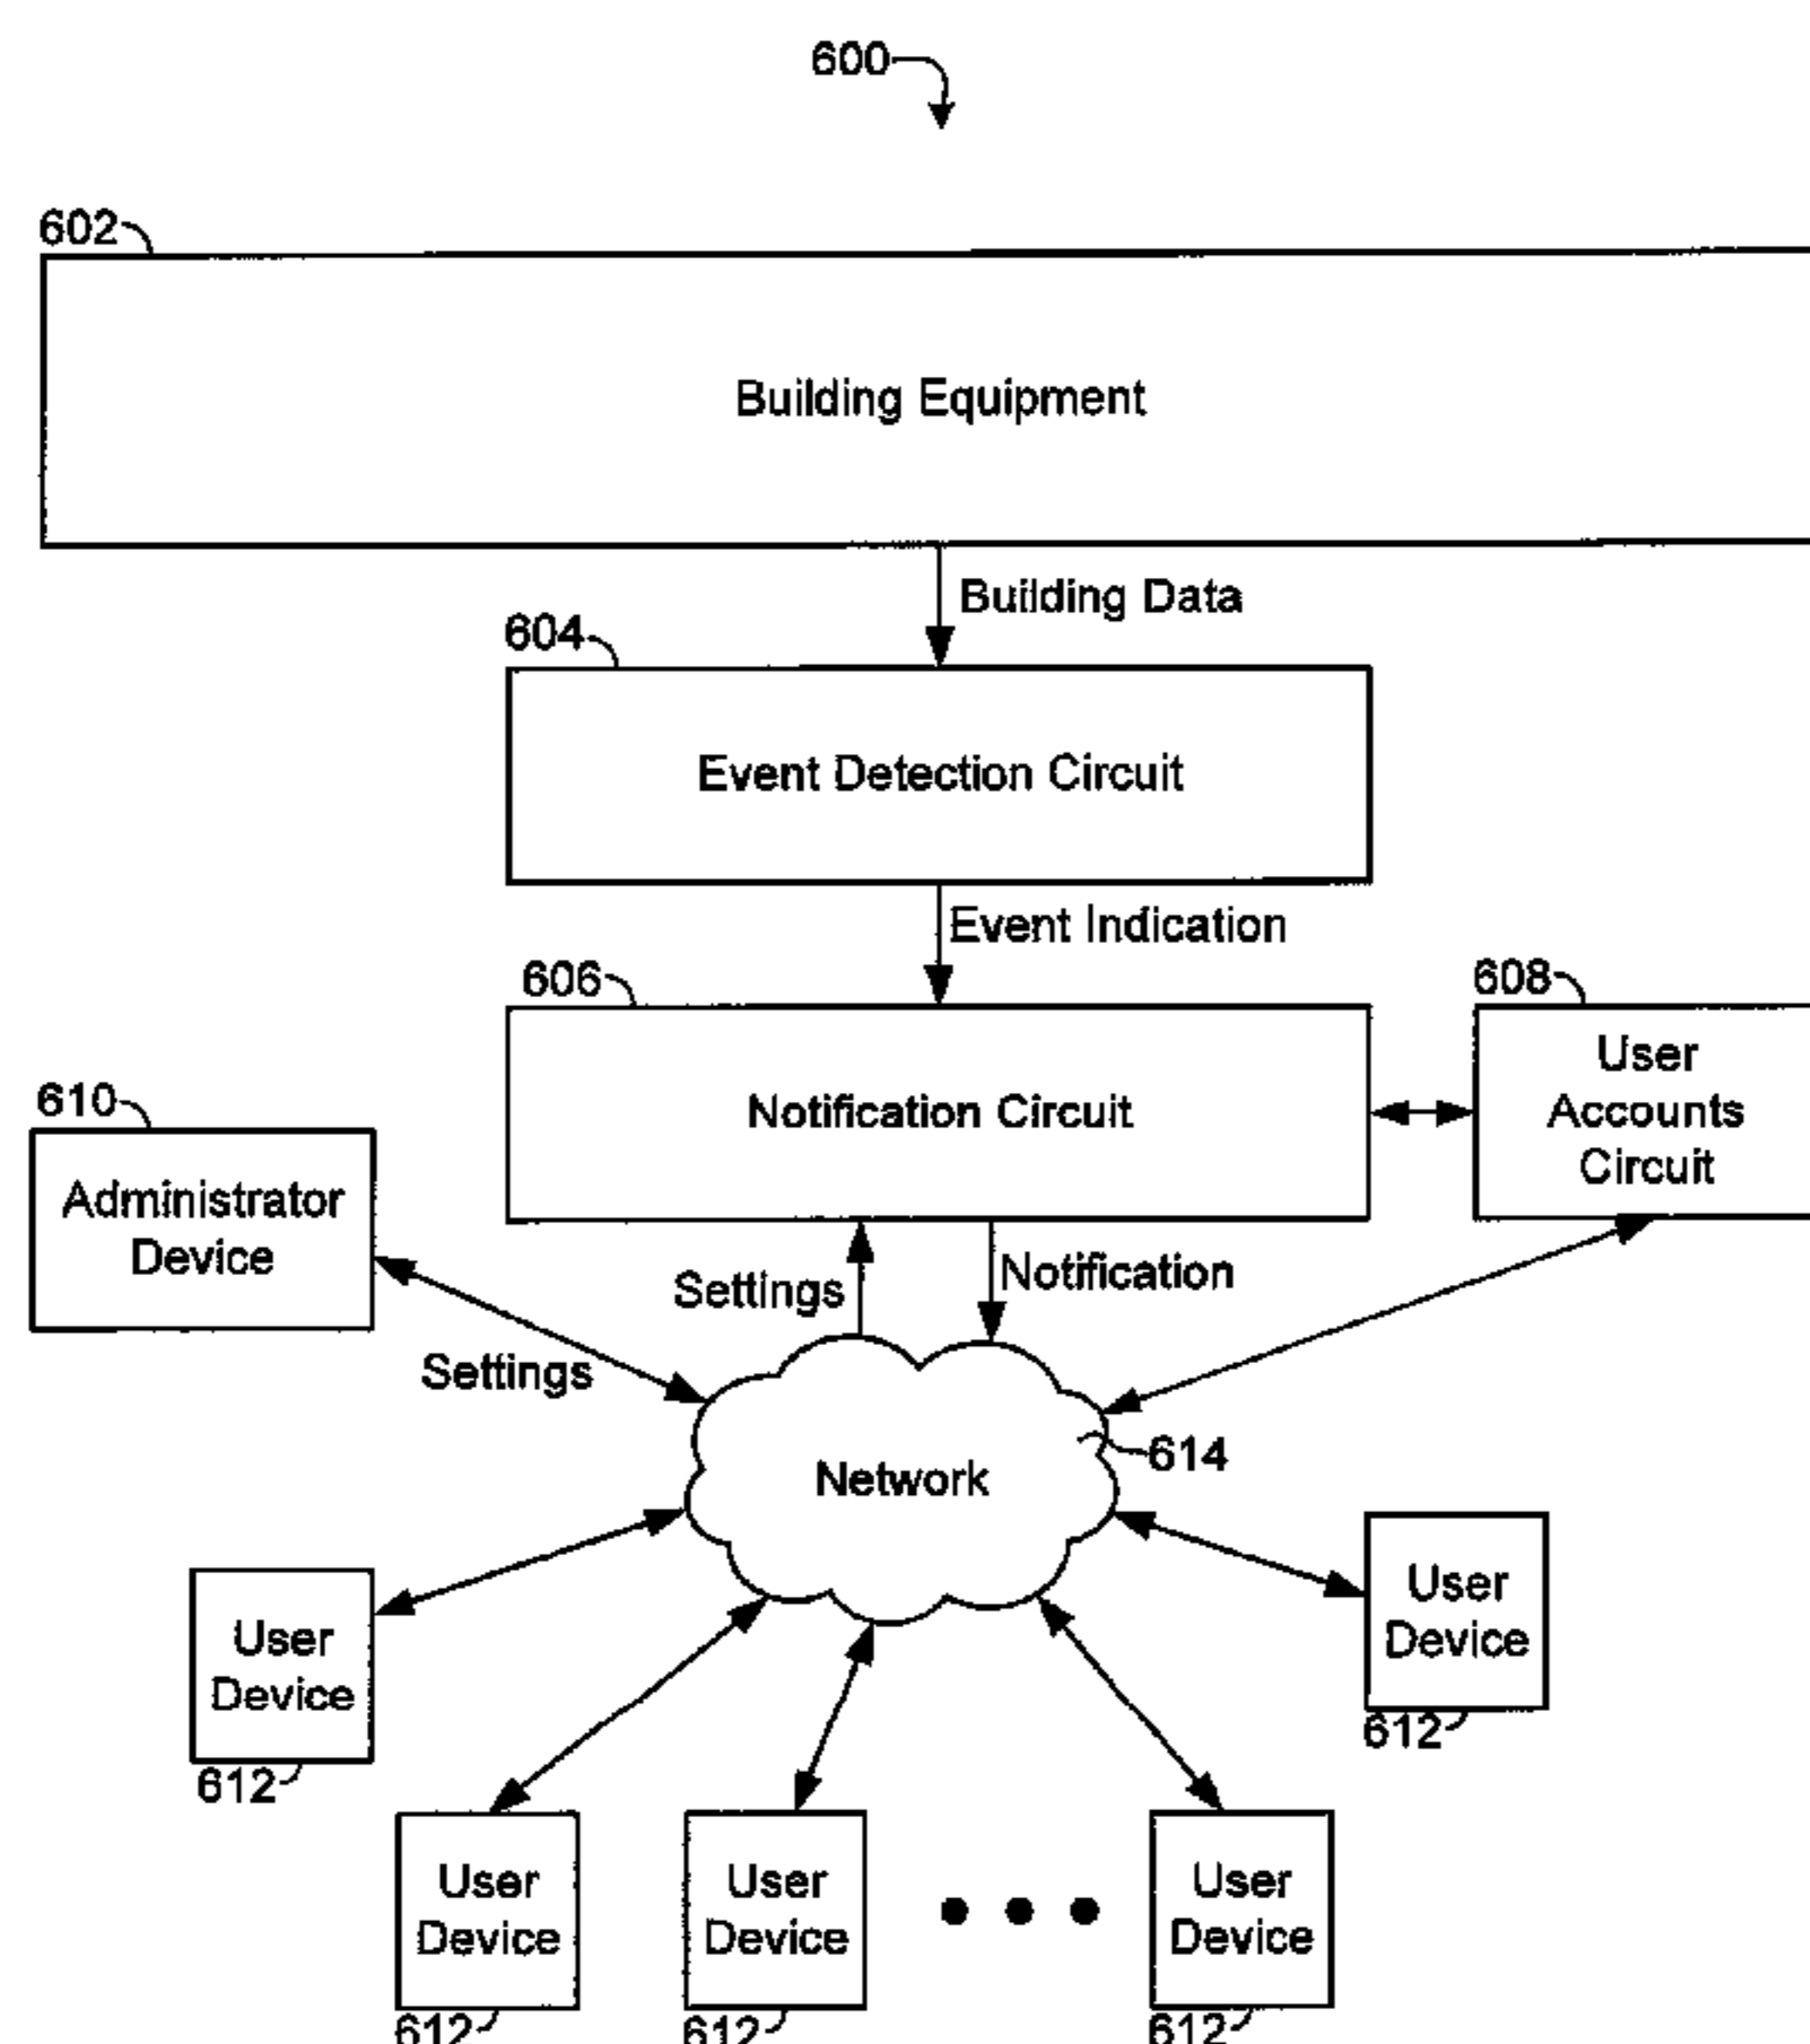 600
602
Building Equipment
Building Data
604
Event Detection Circuit
Event Indication
606
608
Notification Circuit
User
Accounts
Circuit
610
Administrator
Device
Settings
Notification
Settings
614
Network
User
Device
612
User
Device
612
User
Device
612
User
Device
612
User
Device
612